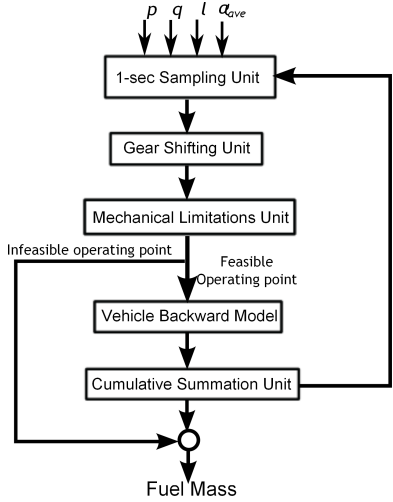 p q l αave
1-sec Sampling Unit
Gear Shifting Unit
Mechanical Limitations Unit
Infeasible operating point
Feasible
Operating point
Vehicle Backward Model
Cumulative Summation Unit
Fuel Mass